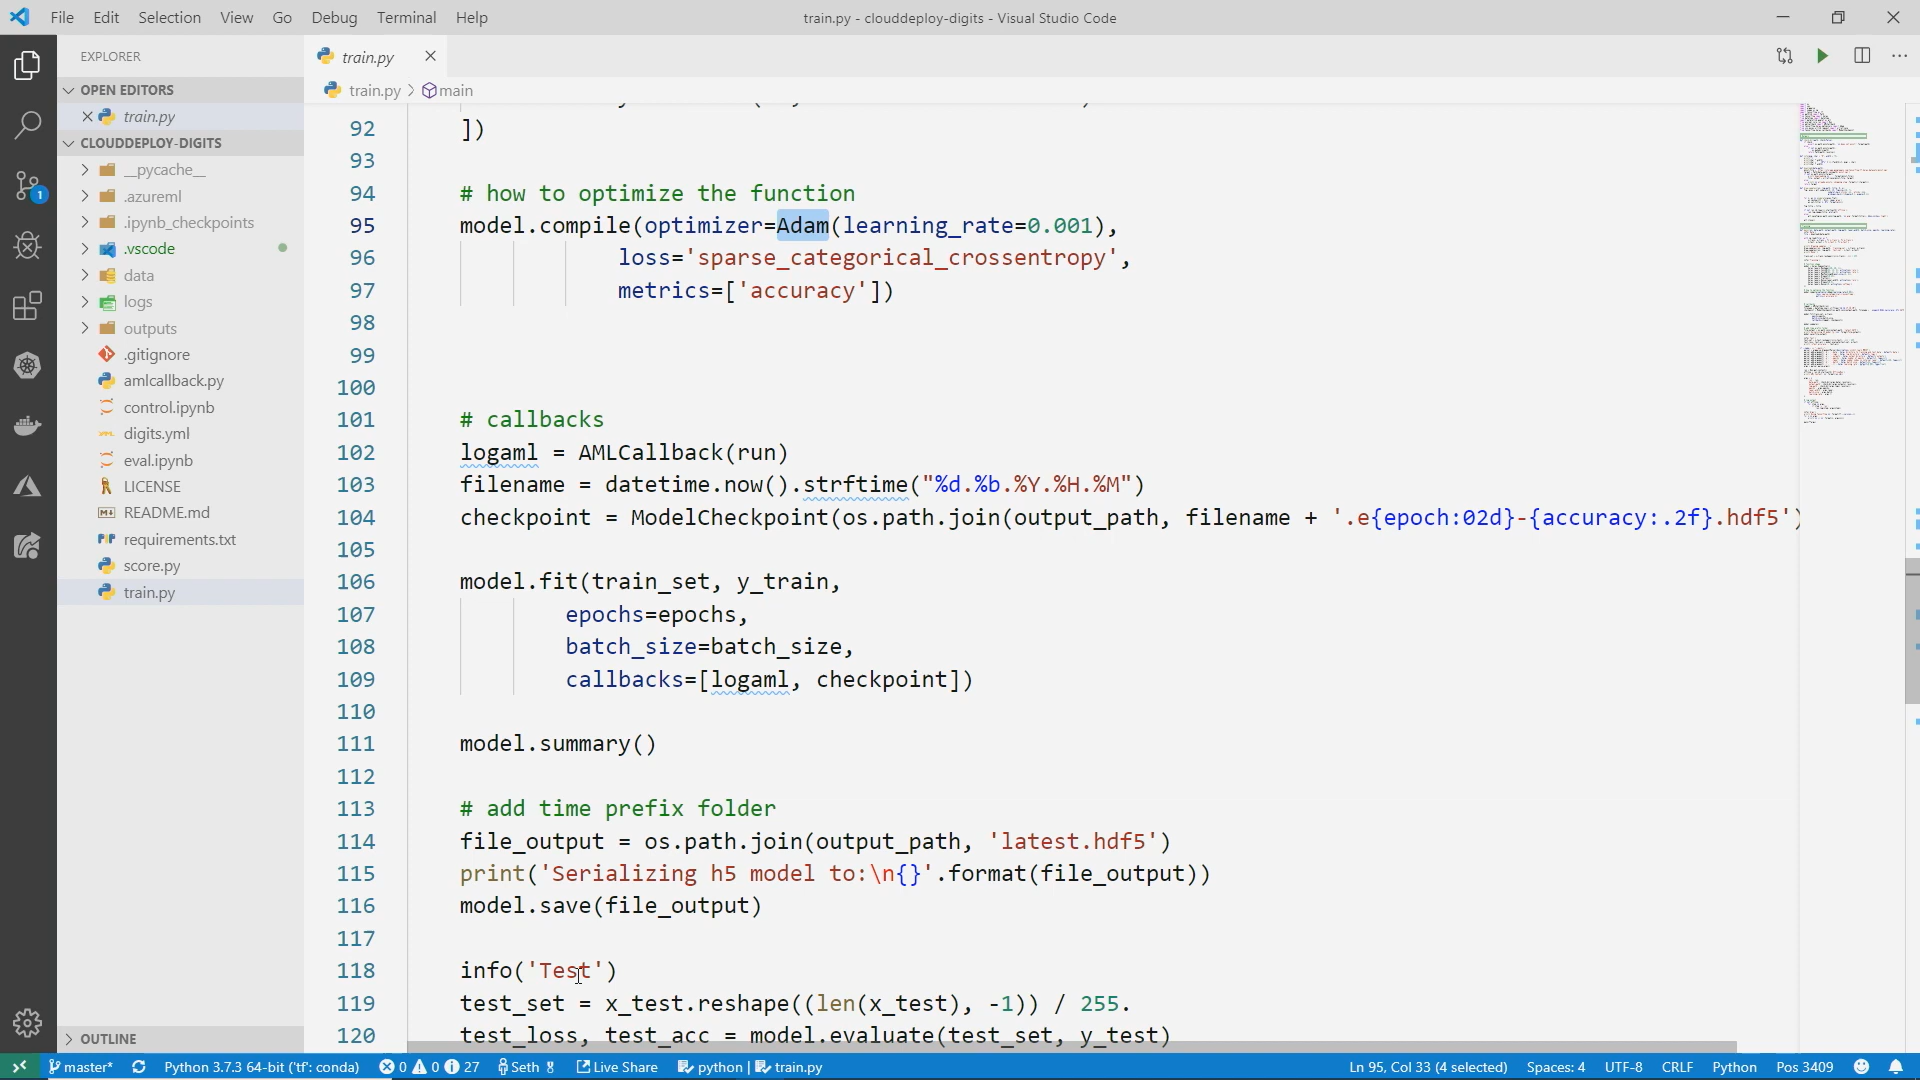 File Edit Selection View Go Debug Terminal Help
train.py - clouddeploy-digits - Visual Studio Code
EXPLORER
OPEN EDITORS
train.py
CLOUDDEPLOY-DIGITS
__pycache__
.azureml
.ipynb_checkpoints
.vscode
data
logs
outputs
.gitignore
amlcallback.py
control.ipynb
digits.yml
eval.ipynb
LICENSE
README.md
requirements.txt
score.py
train.py
OUTLINE
1
train.py
train.py > main
92 ])
93
94 # how to optimize the function
95 model.compile(optimizer=Adam(learning_rate=0.001),
96 loss='sparse_categorical_crossentropy',
97 metrics=['accuracy'])
98
99
100
101 # callbacks
102 logaml = AMLCallback(run)
103 filename = datetime.now().strftime("%d.%b.%Y.%H.%M")
104 checkpoint = ModelCheckpoint(os.path.join(output_path, filename + '.e{epoch:02d}-{accuracy:.2f}.hdf5')
105
106 model.fit(train_set, y_train,
107 epochs=epochs,
108 batch_size=batch_size,
109 callbacks=[logaml, checkpoint])
110
111 model.summary()
112
113 # add time prefix folder
114 file_output = os.path.join(output_path, 'latest.hdf5')
115 print('Serializing h5 model to:\n{}'.format(file_output))
116 model.save(file_output)
117
118 info('Test')
119 test_set = x_test.reshape((len(x_test), -1)) / 255.
120 test_loss, test_acc = model.evaluate(test_set, y_test)
master* Python 3.7.3 64-bit ('tf': conda) 0 0 27 Seth Live Share python | train.py Ln 95, Col 33 (4 selected) Spaces: 4 UTF-8 CRLF Python Pos 3409